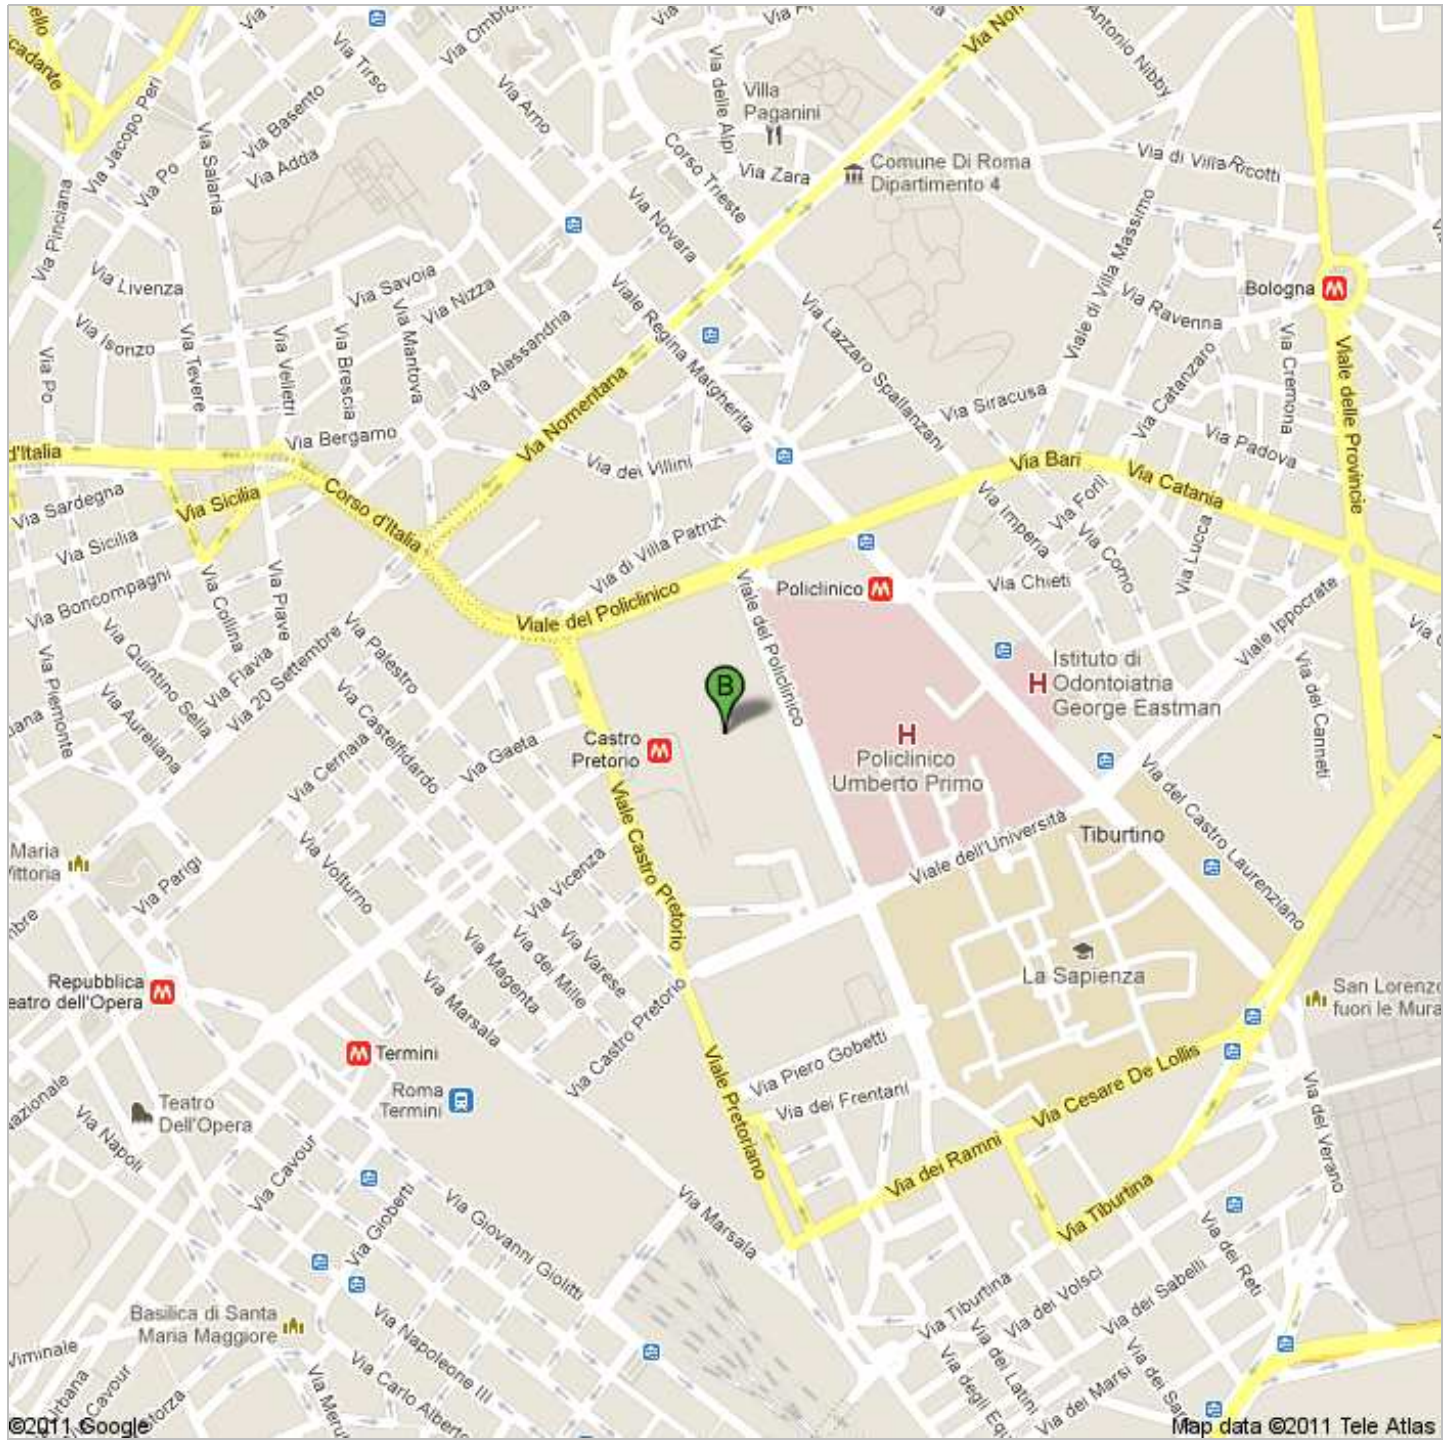 Via Tirso
Via Basento
Via Adda
Via Po
Via Jacopo Peri
Via Salaria
Via Pinciana
Via Arno
Via delle Alpi
Villa
Paganini
Via Zara
Corso Trieste
Comune Di Roma
Dipartimento 4
Antonio Nibby
Via di Villa Ricotti
Via Novara
Viale di Villa Massimo
Via Livenza
Via Savoia
Via Nizza
Via Isonzo
Via Tevere
Via Velletri
Via Brescia
Via Mantova
Via Alessandria
Via Po
Viale Regina Margherita
Via Lazzaro Spallanzani
Via Ravenna
Bologna
Via Catanzaro
Via Cremona
Viale delle Provincie
Via Nomentana
Via Siracusa
Via Padova
Via Bergamo
d'Italia
Via dei Villini
Via Bari
Via Catania
Via Sardegna
Via Sicilia
Corso d'Italia
Via Sicilia
Via di Villa Patrizi
Via Imperia
Via Forlì
Via Como
Via Lucca
Via Boncompagni
Via Collina
Via Piave
Viale del Policlinico
Viale del Policlinico
Policlinico
Via Chieti
Viale Ippocrate
Via Quintino Sella
Via Flavia
Via 20 Settembre
Via Palestro
Via Piemonte
Via Aureliana
Via Castelfidardo
Via Cernaia
Via Gaeta
B
Castro
Pretorio
Istituto di
Odontoiatria
George Eastman
Via dei Canneti
Policlinico
Umberto Primo
Via del Castro Laurenziano
Viale Castro Pretorio
Viale dell'Università
Tiburtino
Maria
Vittoria
Via Parigi
Via Volturno
Via Vicenza
Via Varese
Via dei Mille
Via Magenta
Via Marsala
Via Castro Pretorio
La Sapienza
Repubblica
eatro dell'Opera
San Lorenzo
fuori le Mura
Termini
Roma
Termini
Via Piero Gobetti
Via dei Frentani
Viale Pretoriano
Via Cesare De Lollis
Via dei Ramni
Via Tiburtina
Via del Verano
Teatro
Dell'Opera
Via Napoli
Via Cavour
Via Gioberti
Via Giovanni Giolitti
Via Marsala
Via dei Reti
Via dei Sabelli
Via dei Volsci
Via Tiburtina
Via dei Latini
Via dei Marsi
Basilica di Santa
Maria Maggiore
Via Napoleone III
Via Carlo Alberto
Viminale
Cavour
©2011 Google
Map data ©2011 Tele Atlas